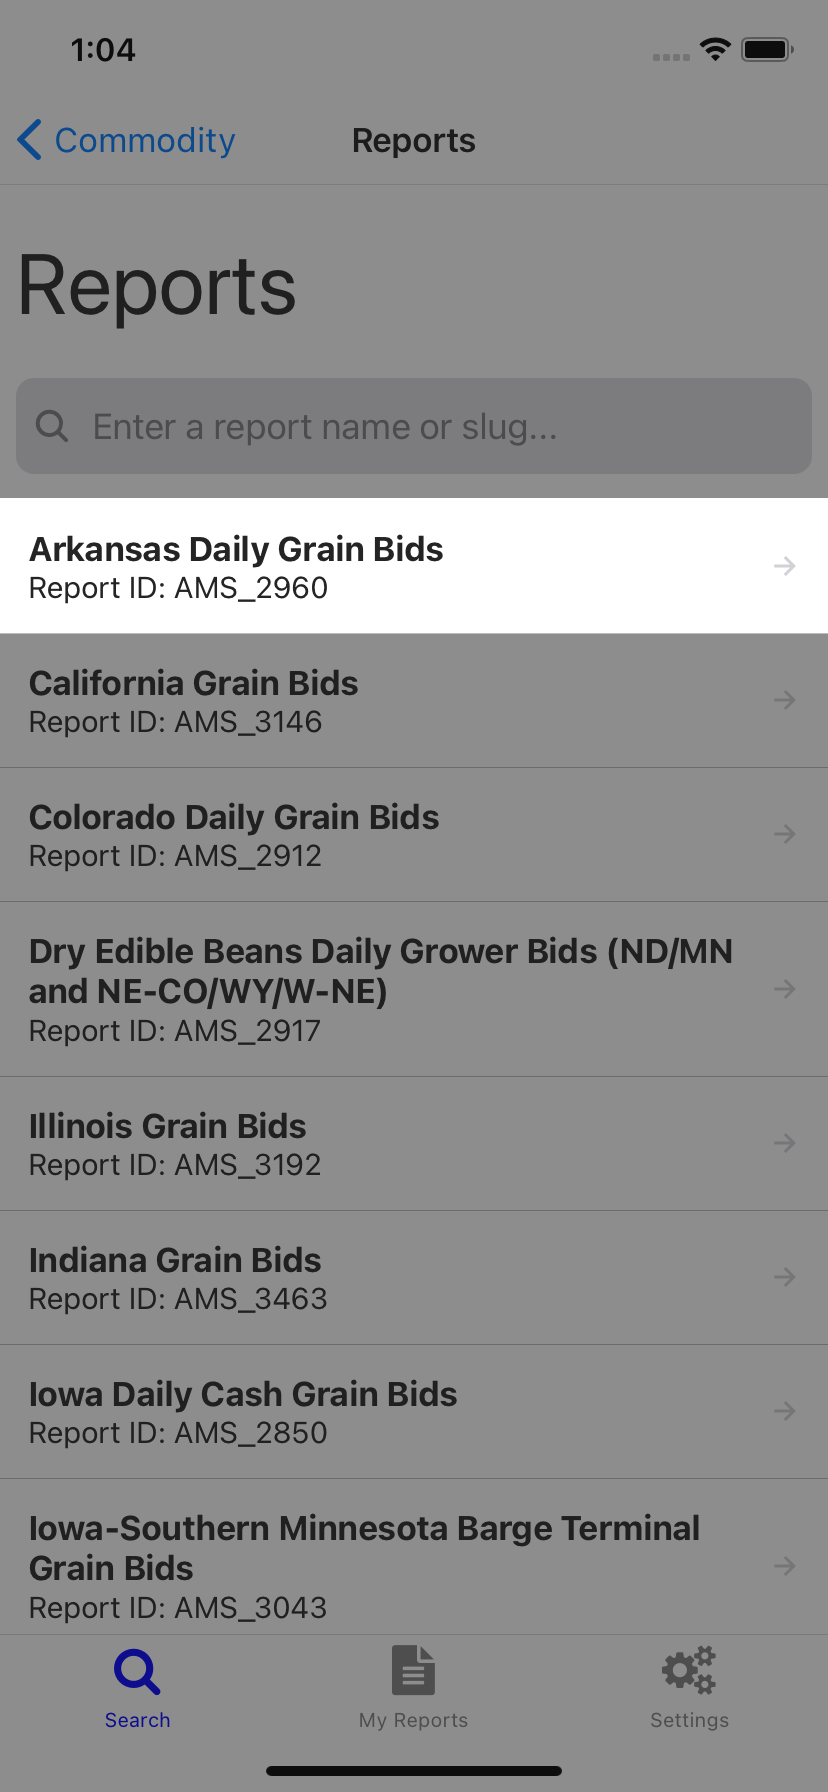 1:04
Commodity
Reports
Reports
Enter a report name or slug...
Arkansas Daily Grain Bids
Report ID: AMS_2960
California Grain Bids
Report ID: AMS_3146
Colorado Daily Grain Bids
Report ID: AMS_2912
Dry Edible Beans Daily Grower Bids (ND/MN
and NE-CO/WY/W-NE)
Report ID: AMS_2917
Illinois Grain Bids
Report ID: AMS_3192
Indiana Grain Bids
Report ID: AMS_3463
Iowa Daily Cash Grain Bids
Report ID: AMS_2850
Iowa-Southern Minnesota Barge Terminal
Grain Bids
Report ID: AMS_3043
Search
My Reports
Settings